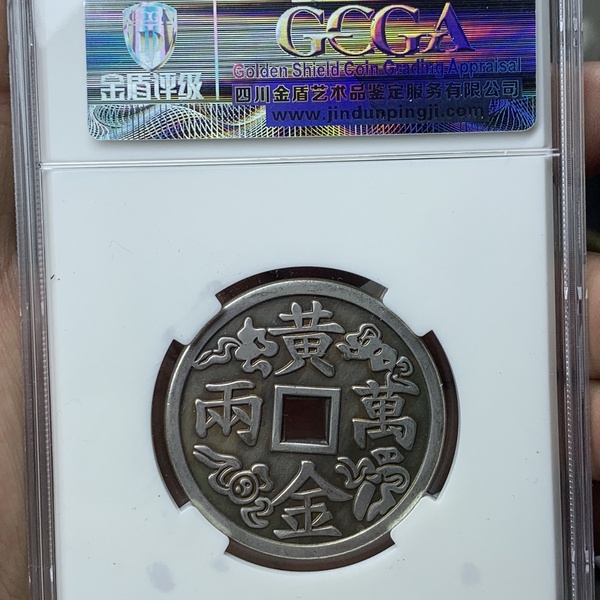 GCGA
金盾评级
Golden Shield Coin Grading Appraisal
四川金盾艺术品鉴定服务有限公司
www.jindunpingji.com
黄
兩 萬
金